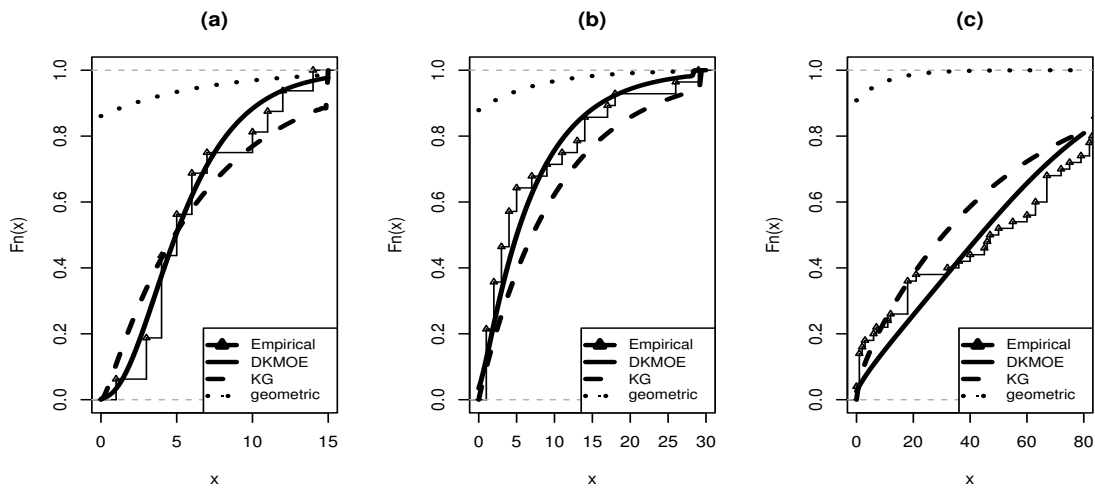 (a)
Fn(x)
1.0
0.8
0.6
0.4
0.2
0.0
0 5 10 15
x
Empirical
DKMOE
KG
geometric
(b)
Fn(x)
1.0
0.8
0.6
0.4
0.2
0.0
0 5 10 15 20 25 30
x
Empirical
DKMOE
KG
geometric
(c)
Fn(x)
1.0
0.8
0.6
0.4
0.2
0.0
0 20 40 60 80
x
Empirical
DKMOE
KG
geometric